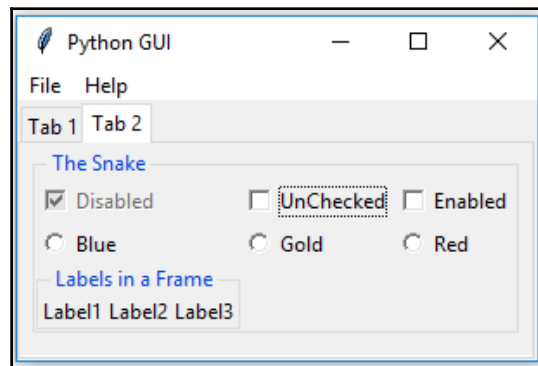 Python GUI
File Help
Tab 1 Tab 2
The Snake
Disabled UnChecked Enabled
Blue Gold Red
Labels in a Frame
Label1 Label2 Label3